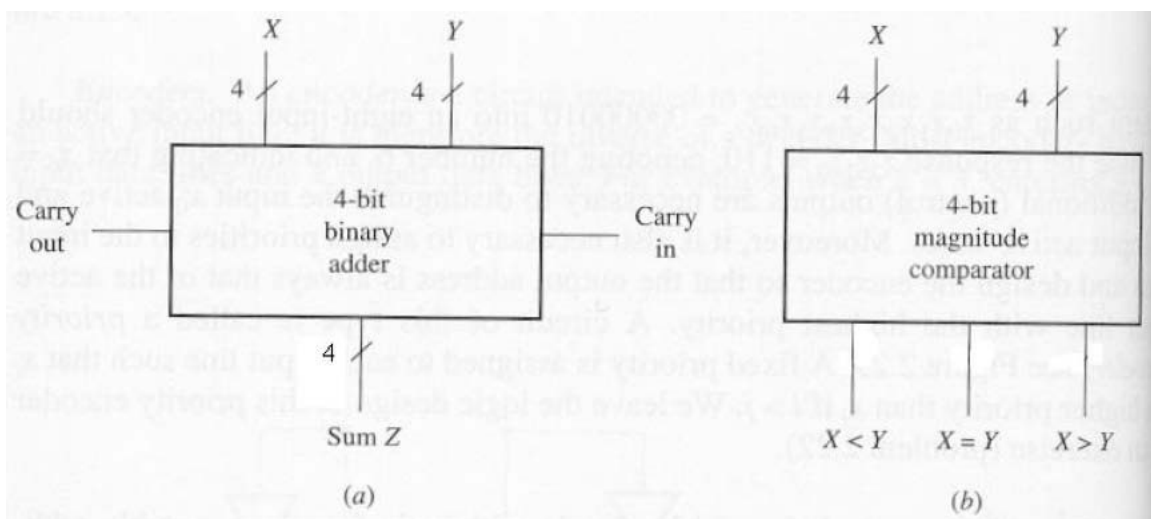 X
Y
4
4
Carry
out
4-bit
binary
adder
Carry
in
4
Sum Z
(a)
X
Y
4
4
4-bit
magnitude
comparator
X < Y
X = Y
X > Y
(b)